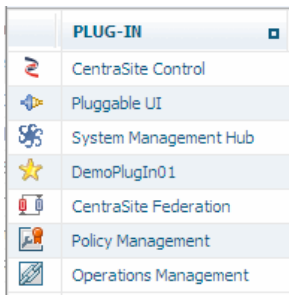 PLUG-IN
CentraSite Control
Pluggable UI
System Management Hub
DemoPlugIn01
CentraSite Federation
Policy Management
Operations Management